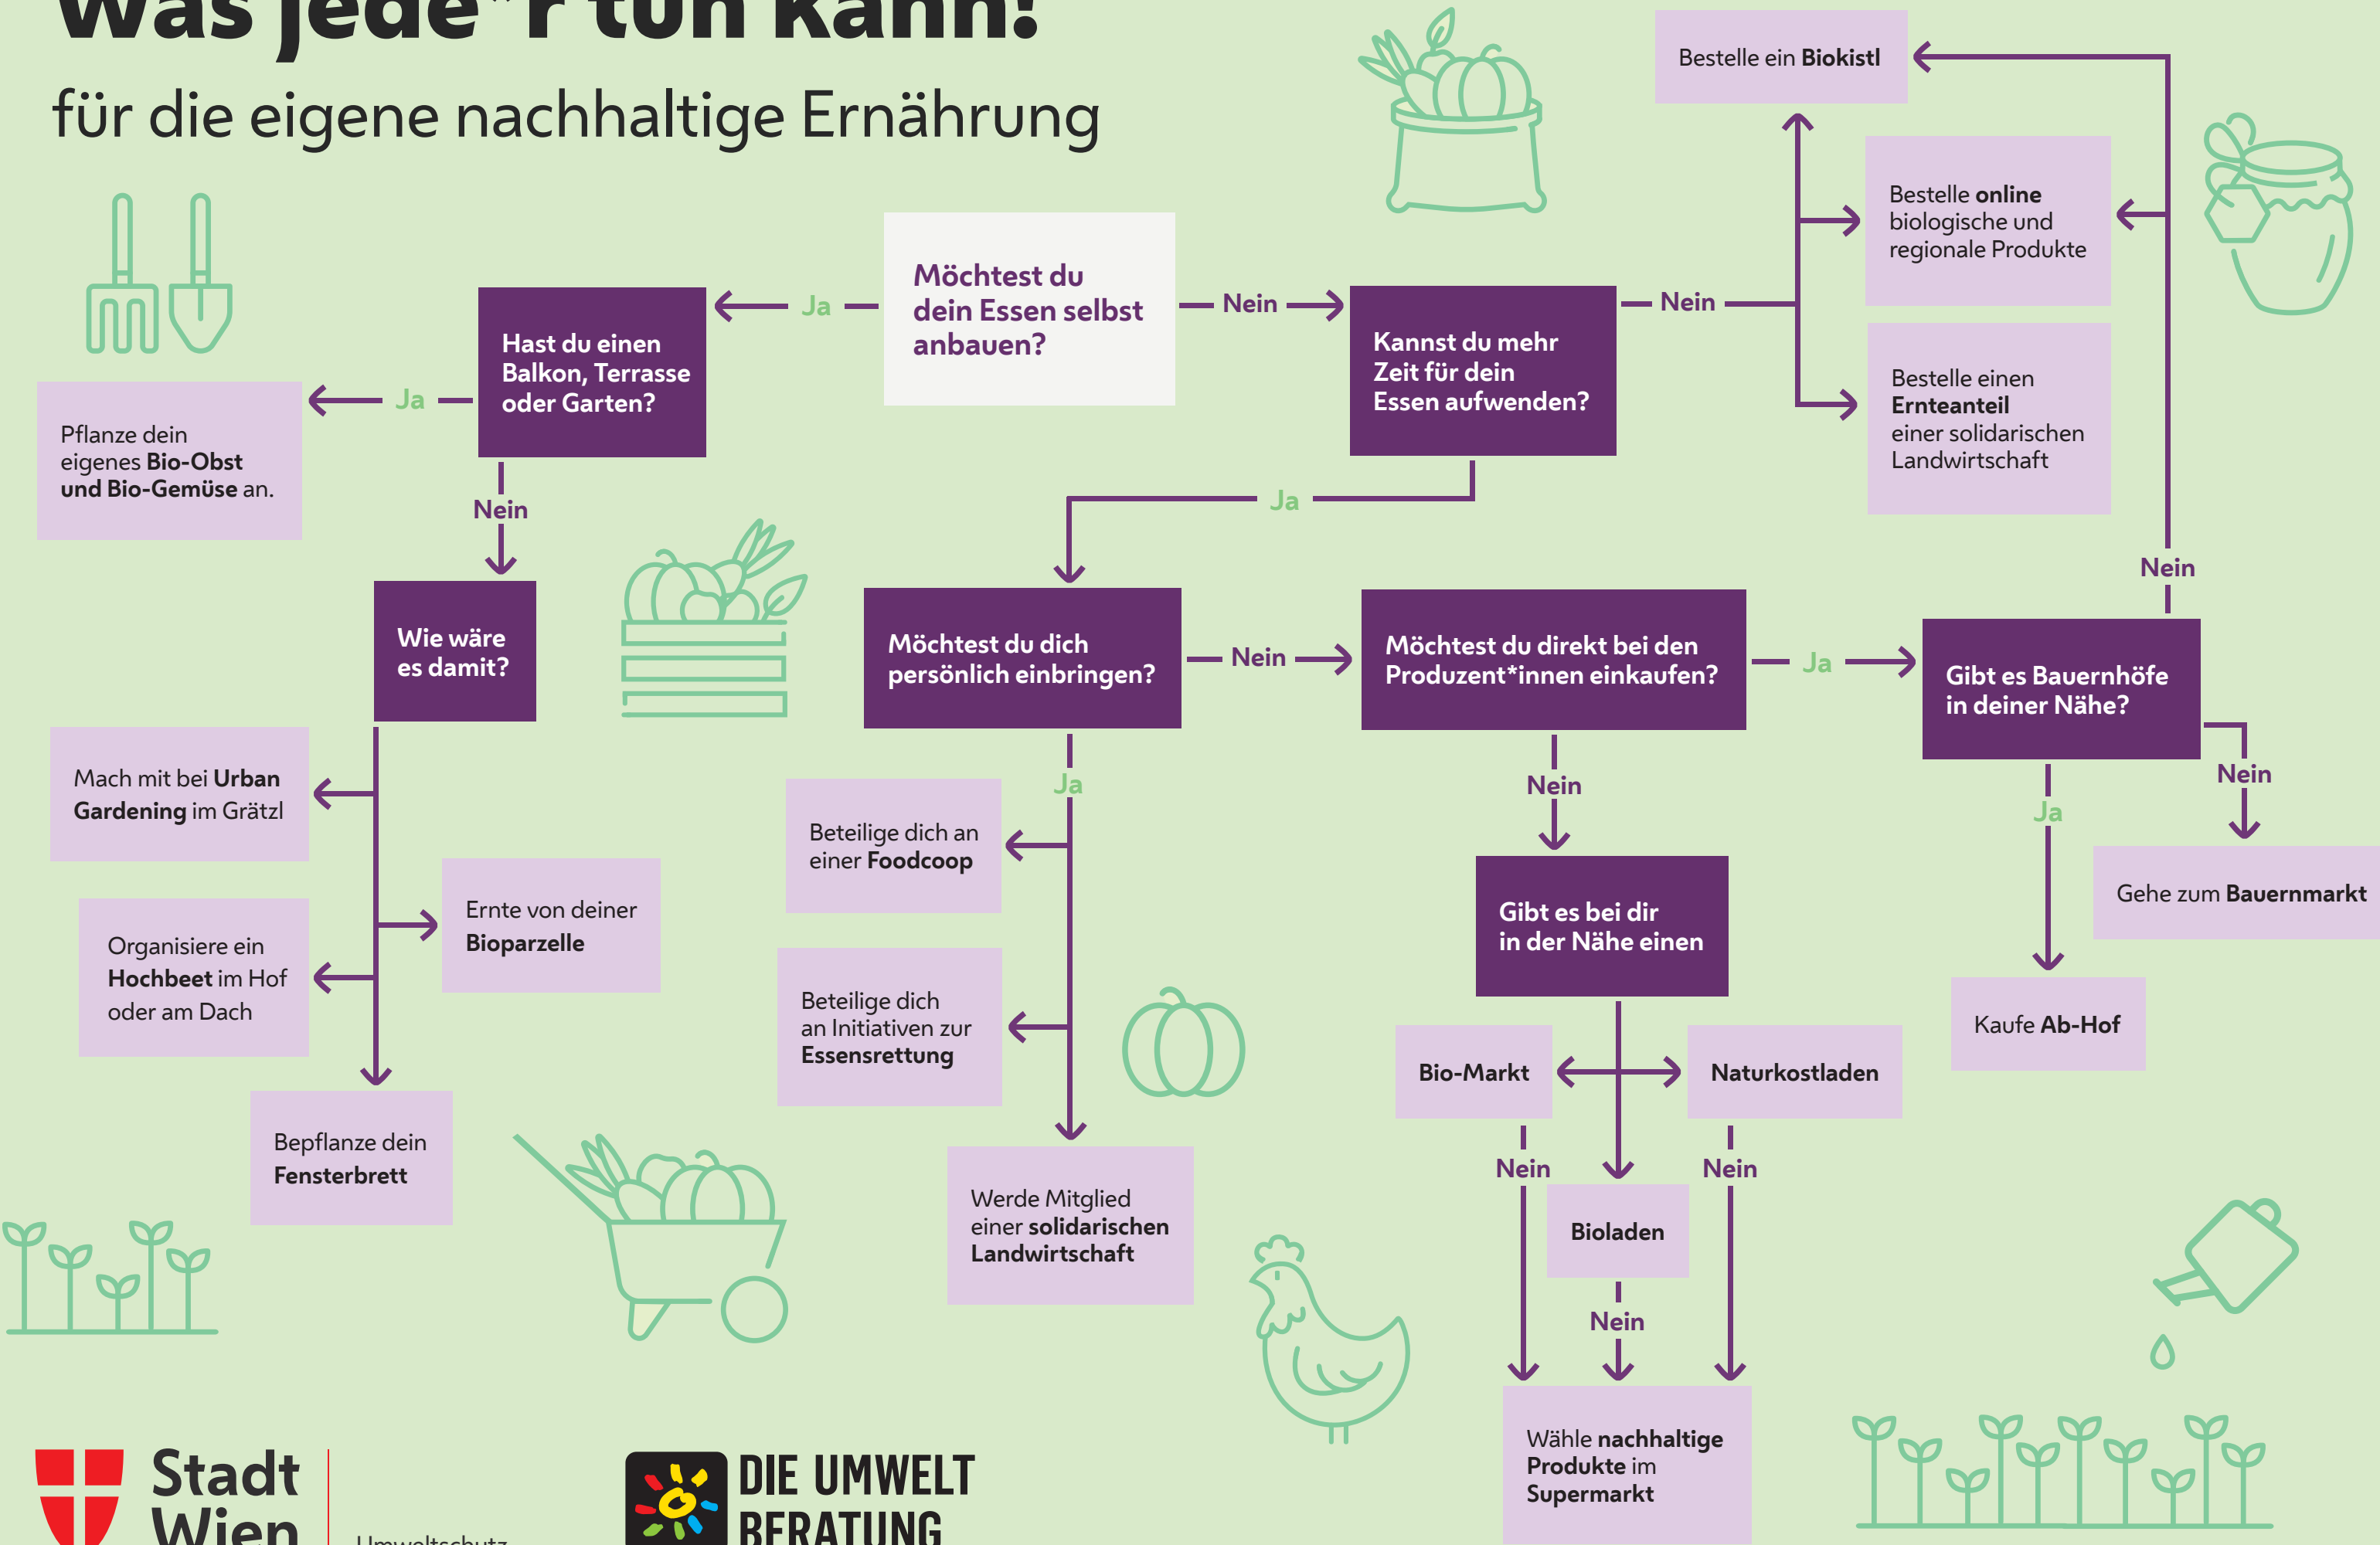 Was jede*r tun kann!
für die eigene nachhaltige Ernährung
Möchtest du
dein Essen selbst
anbauen?
Ja
Hast du einen
Balkon, Terrasse
oder Garten?
Ja
Pflanze dein
eigenes Bio-Obst
und Bio-Gemüse an.
Nein
Wie wäre
es damit?
Mach mit bei Urban
Gardening im Grätzl
Ernte von deiner
Bioparzelle
Organisiere ein
Hochbeet im Hof
oder am Dach
Bepflanze dein
Fensterbrett
Nein
Kannst du mehr
Zeit für dein
Essen aufwenden?
Nein
Bestelle ein Biokistl
Bestelle online
biologische und
regionale Produkte
Bestelle einen
Ernteanteil
einer solidarischen
Landwirtschaft
Ja
Möchtest du dich
persönlich einbringen?
Ja
Beteilige dich an
einer Foodcoop
Beteilige dich
an Initiativen zur
Essensrettung
Werde Mitglied
einer solidarischen
Landwirtschaft
Nein
Möchtest du direkt bei den
Produzent*innen einkaufen?
Ja
Gibt es Bauernhöfe
in deiner Nähe?
Nein
Nein
Gehe zum Bauernmarkt
Ja
Kaufe Ab-Hof
Nein
Gibt es bei dir
in der Nähe einen
Bio-Markt
Naturkostladen
Nein
Nein
Bioladen
Nein
Wähle nachhaltige
Produkte im
Supermarkt
Stadt
Wien
Umweltschutz
DIE UMWELT
BERATUNG